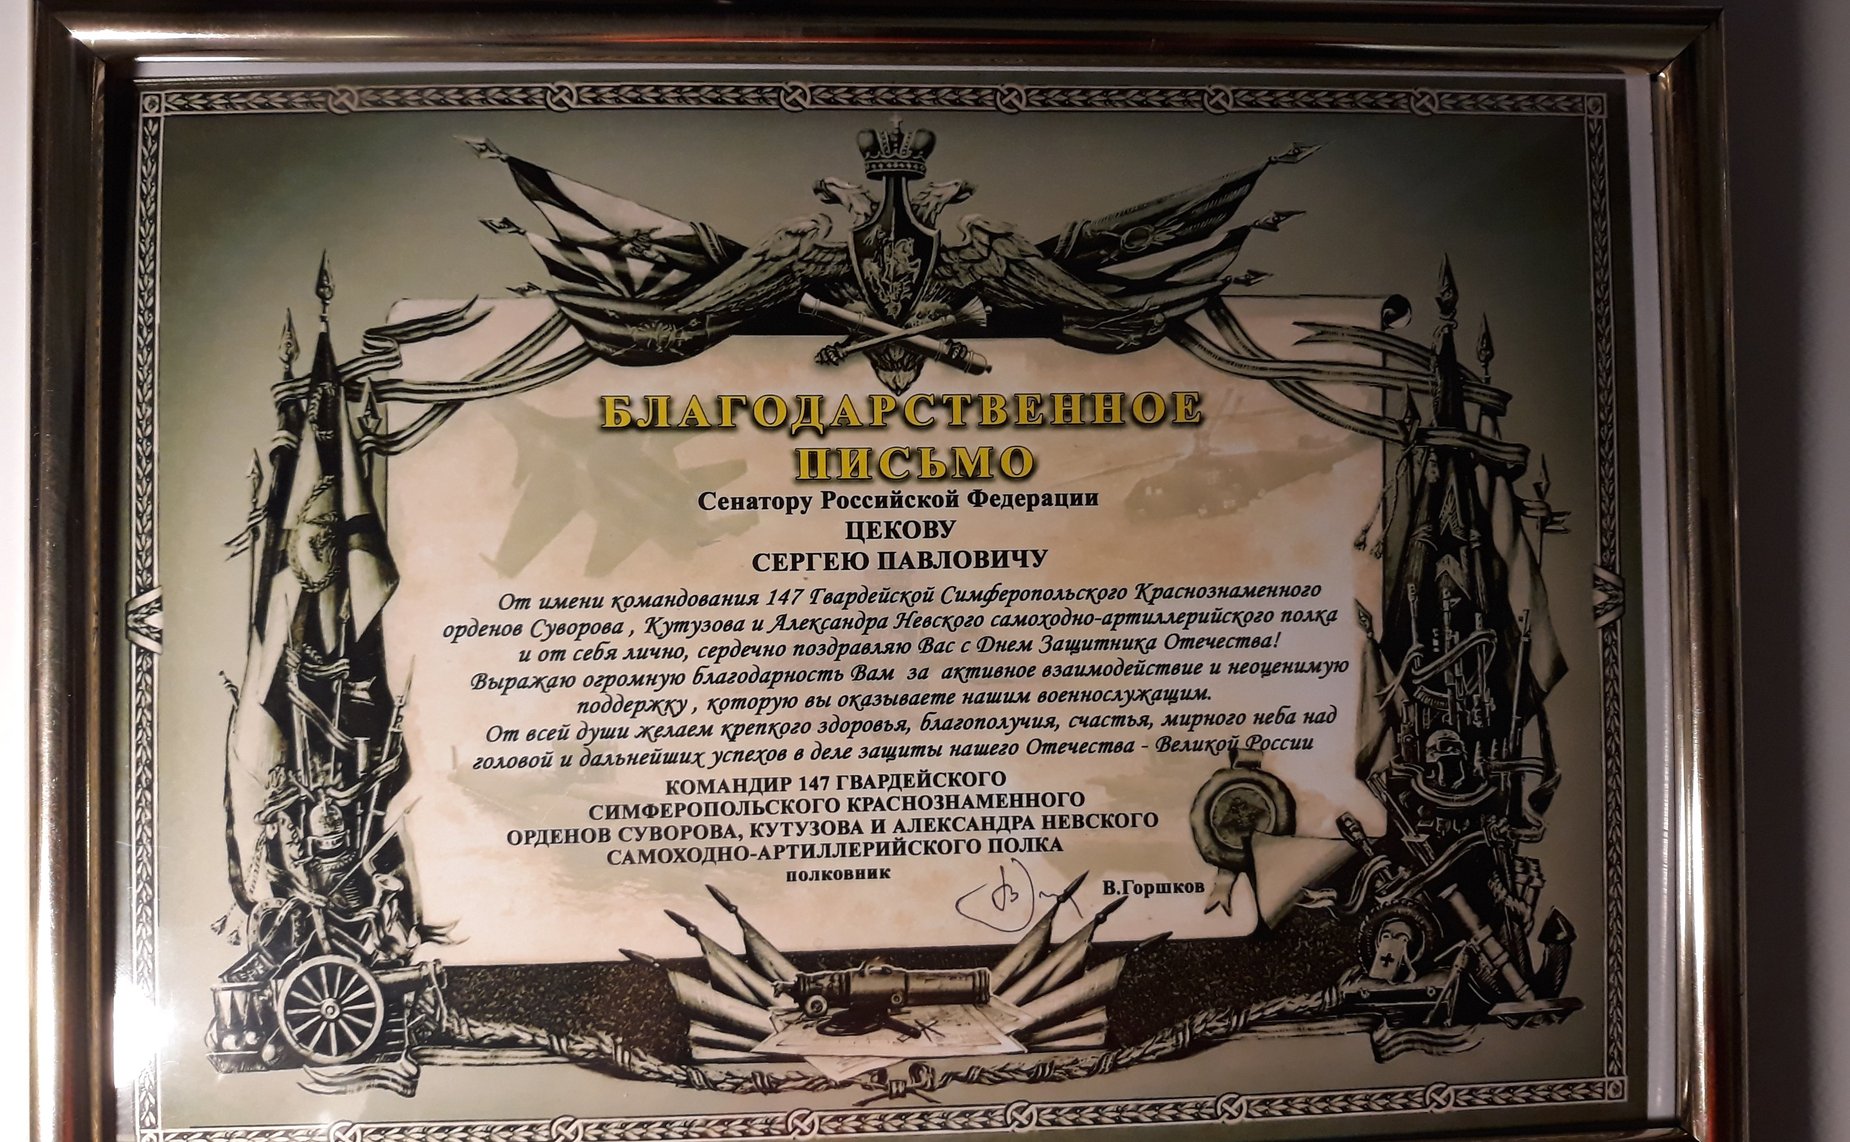 БЛАГОДАРСТВЕННОЕ
ПИСЬМО
Сенатору Российской Федерации
ЦЕКОВУ
СЕРГЕЮ ПАВЛОВИЧУ
От имени командования 147 Гвардейской Симферопольского Краснознаменного
орденов Суворова , Кутузова и Александра Невского самоходно-артиллерийского полка
и от себя лично, сердечно поздравляю Вас с Днем Защитника Отечества!
Выражаю огромную благодарность Вам за активное взаимодействие и неоценимую
поддержку , которую вы оказываете нашим военнослужащим.
От всей души желаем крепкого здоровья, благополучия, счастья, мирного неба над
головой и дальнейших успехов в деле защиты нашего Отечества - Великой России
КОМАНДИР 147 ГВАРДЕЙСКОГО
СИМФЕРОПОЛЬСКОГО КРАСНОЗНАМЕННОГО
ОРДЕНОВ СУВОРОВА, КУТУЗОВА И АЛЕКСАНДРА НЕВСКОГО
САМОХОДНО-АРТИЛЛЕРИЙСКОГО ПОЛКА
полковник
В.Горшков